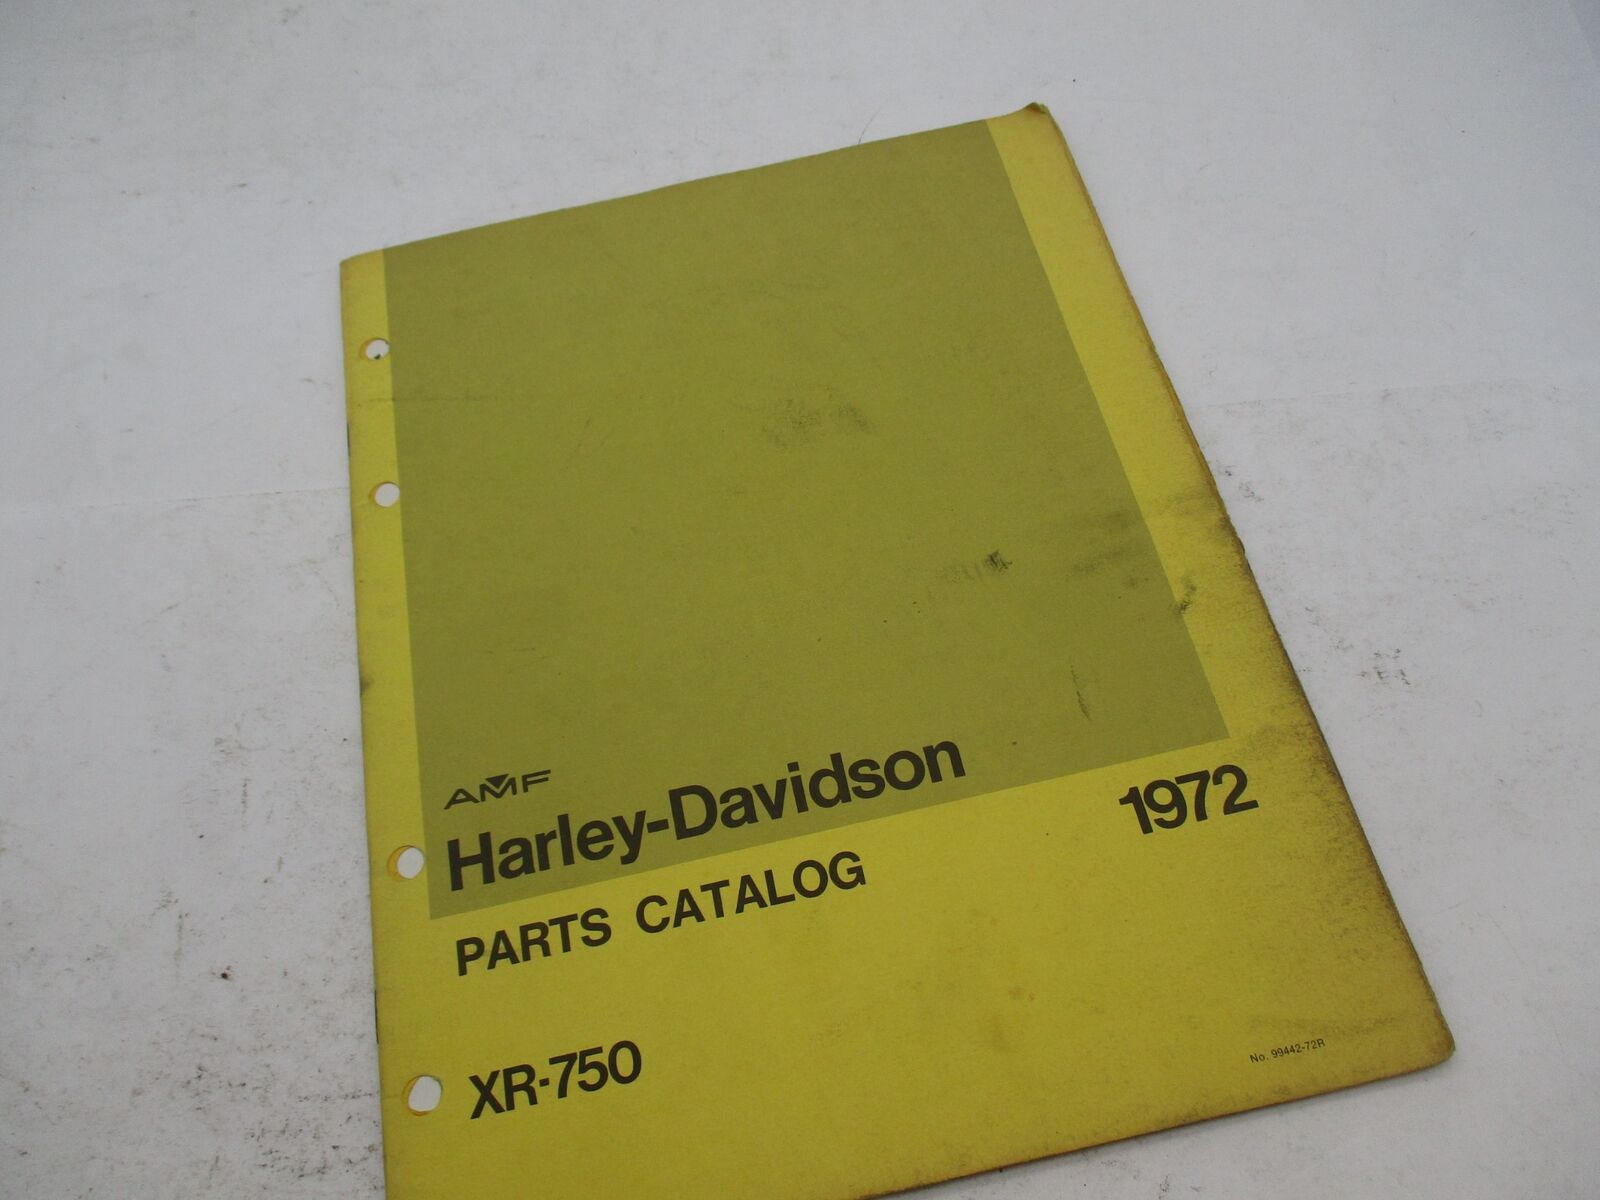 AMF
Harley-Davidson
1972
PARTS CATALOG
XR-750
No. 99442-72R